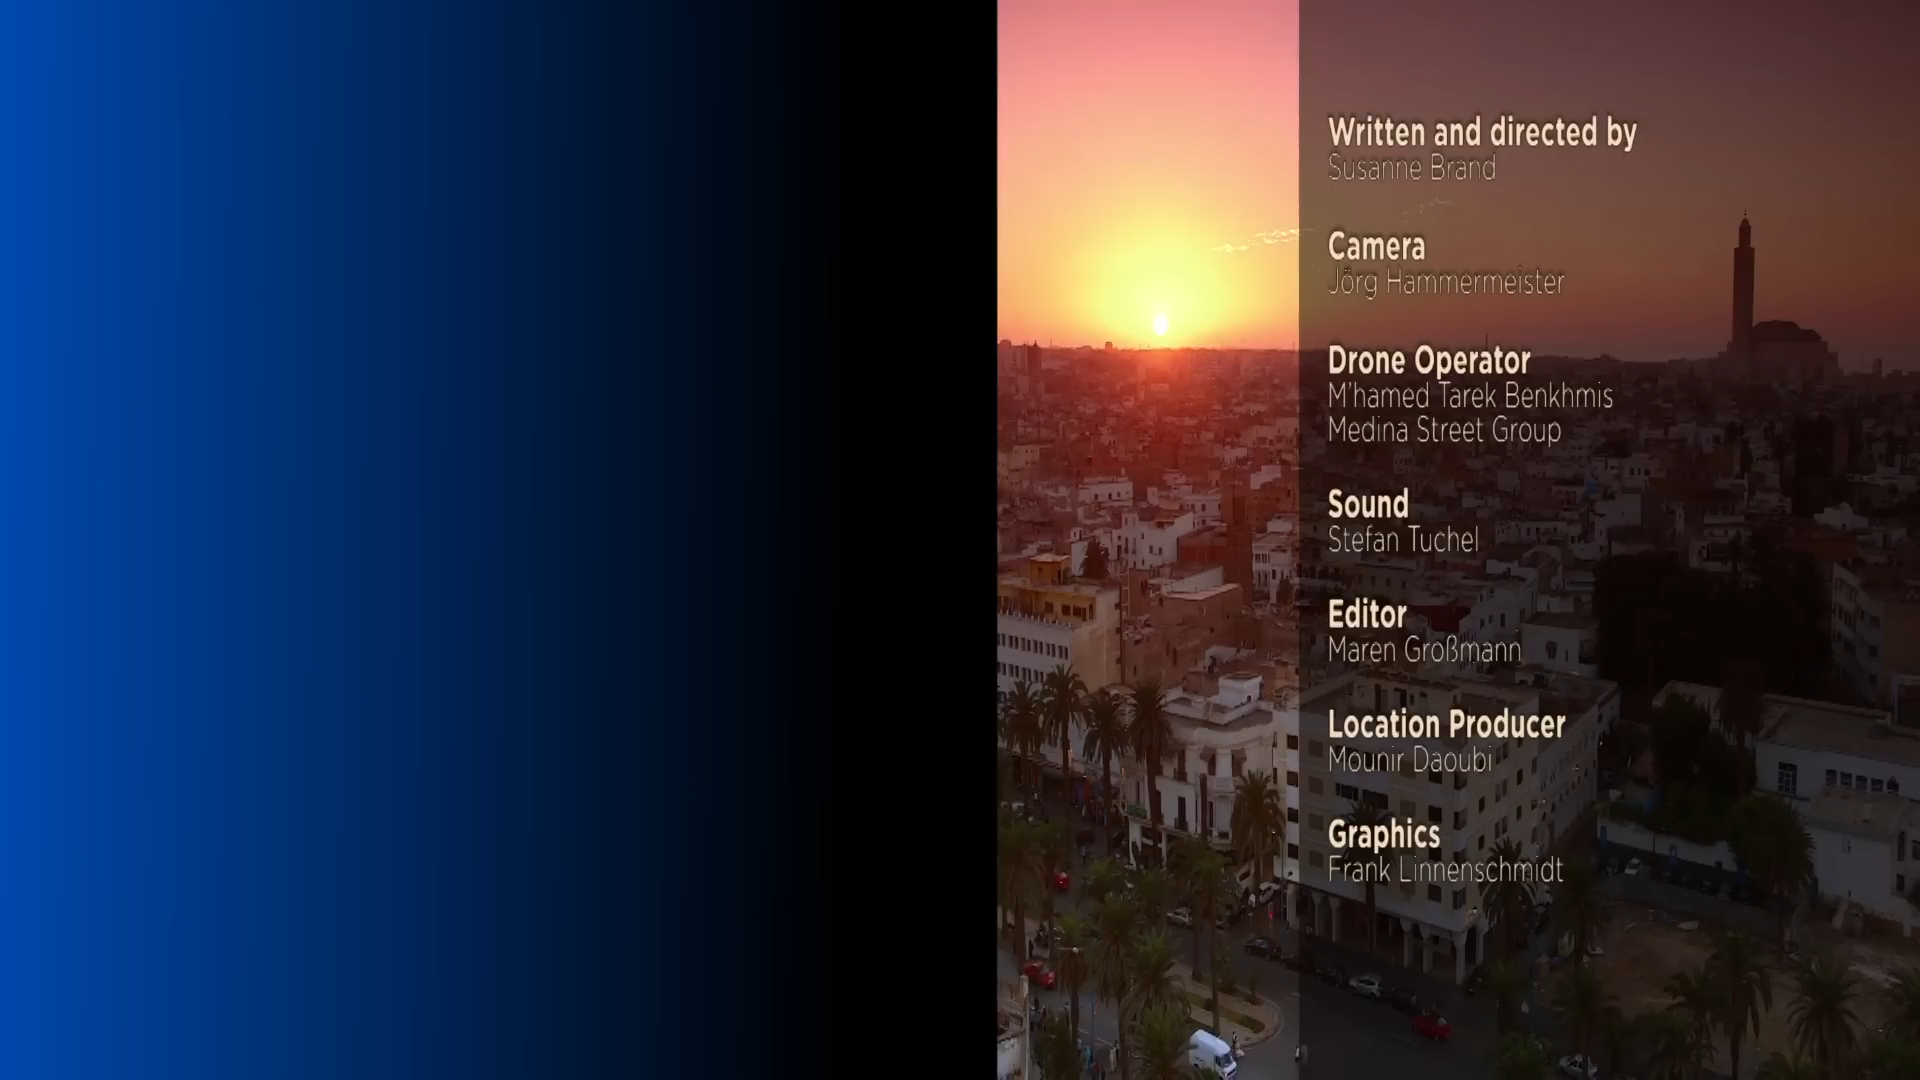 Written and directed by
Susanne Brand
Camera
Jörg Hammermeister
Drone Operator
M'hamed Tarek Benkhmis
Medina Street Group
Sound
Stefan Tuchel
Editor
Maren Großmann
Location Producer
Mounir Daoubi
Graphics
Frank Linnenschmidt